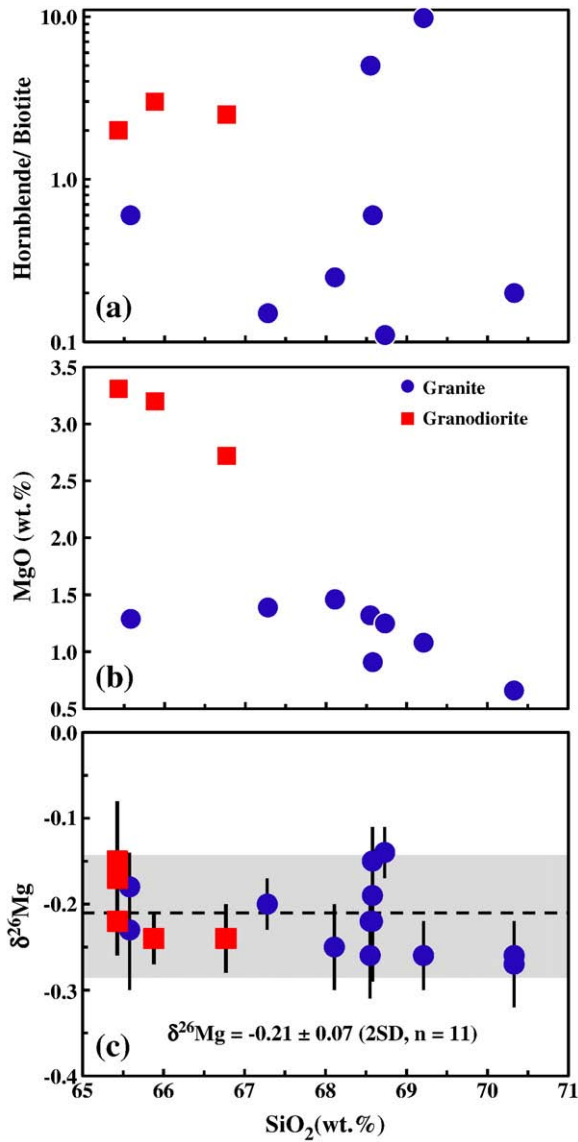 10.0
1.0
0.1
Hornblende/ Biotite
(a)
3.5
3.0
2.5
2.0
1.5
1.0
0.5
MgO (wt.%)
Granite
Granodiorite
(b)
0.0
-0.1
-0.2
-0.3
-0.4
δ²⁶Mg
δ²⁶Mg = -0.21 ± 0.07 (2SD, n = 11)
(c)
65 66 67 68 69 70 71
SiO₂(wt.%)